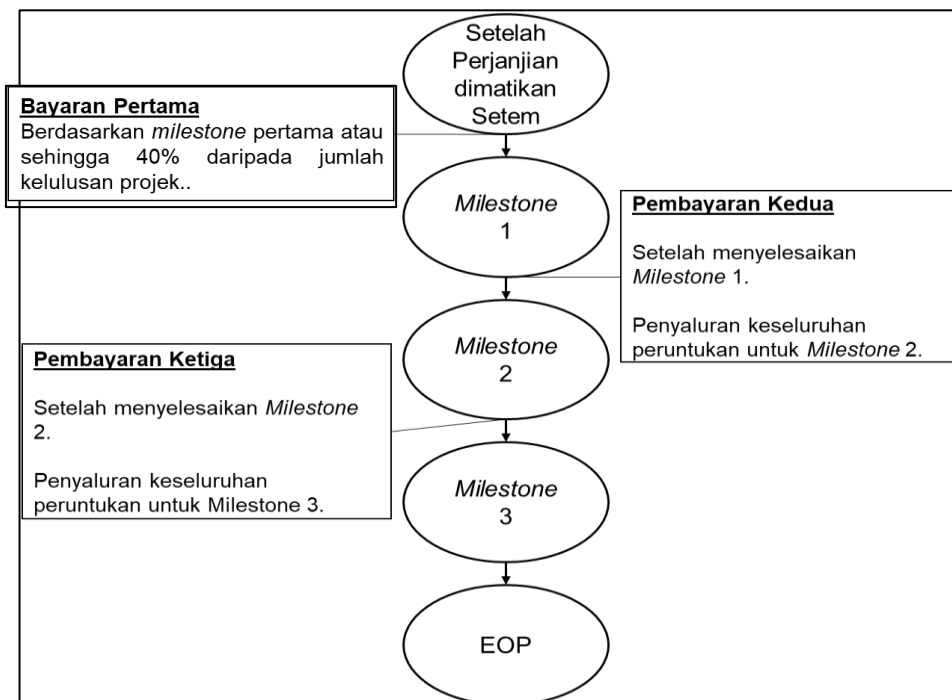 Setelah
Perjanjian
dimatikan
Setem
Bayaran Pertama
Berdasarkan milestone pertama atau
sehingga 40% daripada jumlah
kelulusan projek..
Milestone
1
Pembayaran Kedua
Setelah menyelesaikan
Milestone 1.
Penyaluran keseluruhan
peruntukan untuk Milestone 2.
Milestone
2
Pembayaran Ketiga
Setelah menyelesaikan Milestone
2.
Penyaluran keseluruhan
peruntukan untuk Milestone 3.
Milestone
3
EOP